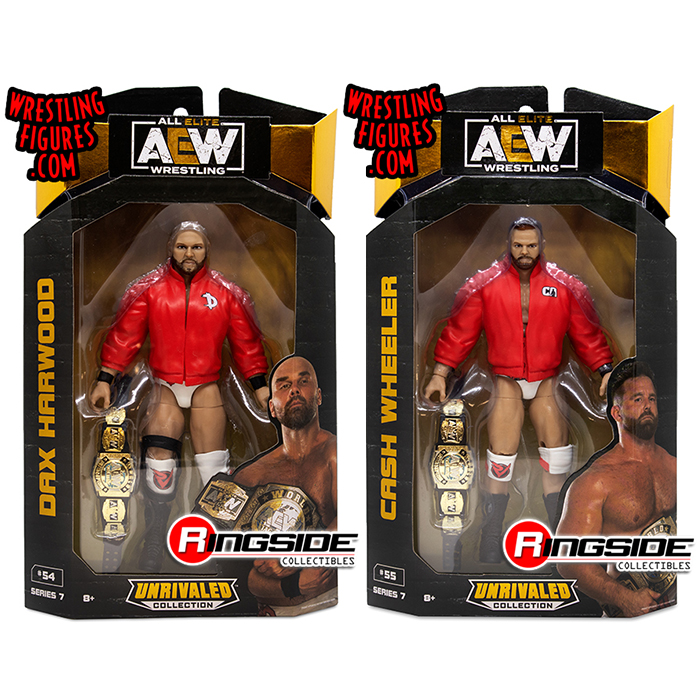 WRESTLING
FIGURES
.COM
ALL ELITE
AEW
WRESTLING
DAX HARWOOD
D
RINGSIDE
COLLECTIBLES
#54
SERIES 7
8+
UNRIVALED
COLLECTION
WRESTLING
FIGURES
.COM
ALL ELITE
AEW
WRESTLING
CASH WHEELER
RINGSIDE
COLLECTIBLES
#55
SERIES 7
8+
UNRIVALED
COLLECTION